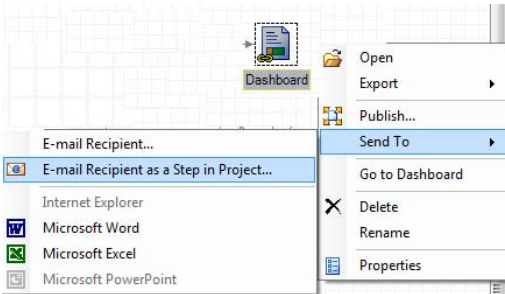 Dashboard
Open
Export
Publish...
Send To
Go to Dashboard
Delete
Rename
Properties
E-mail Recipient...
E-mail Recipient as a Step in Project...
Internet Explorer
Microsoft Word
Microsoft Excel
Microsoft PowerPoint